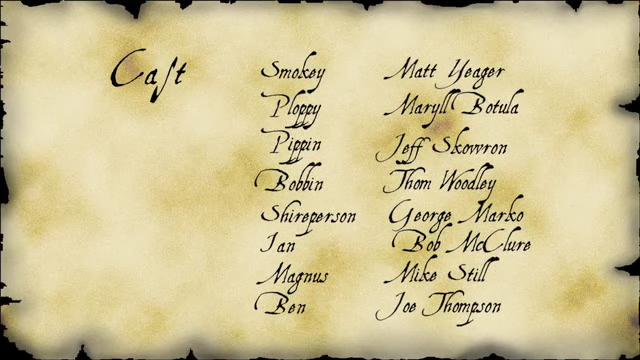 Cast
Smokey Matt Yeager
Ploppy Maryll Botula
Pippin Jeff Skowron
Bobbin Thom Woodley
Shireperson George Marko
Ian Bob McClure
Magnus Mike Still
Ben Joe Thompson